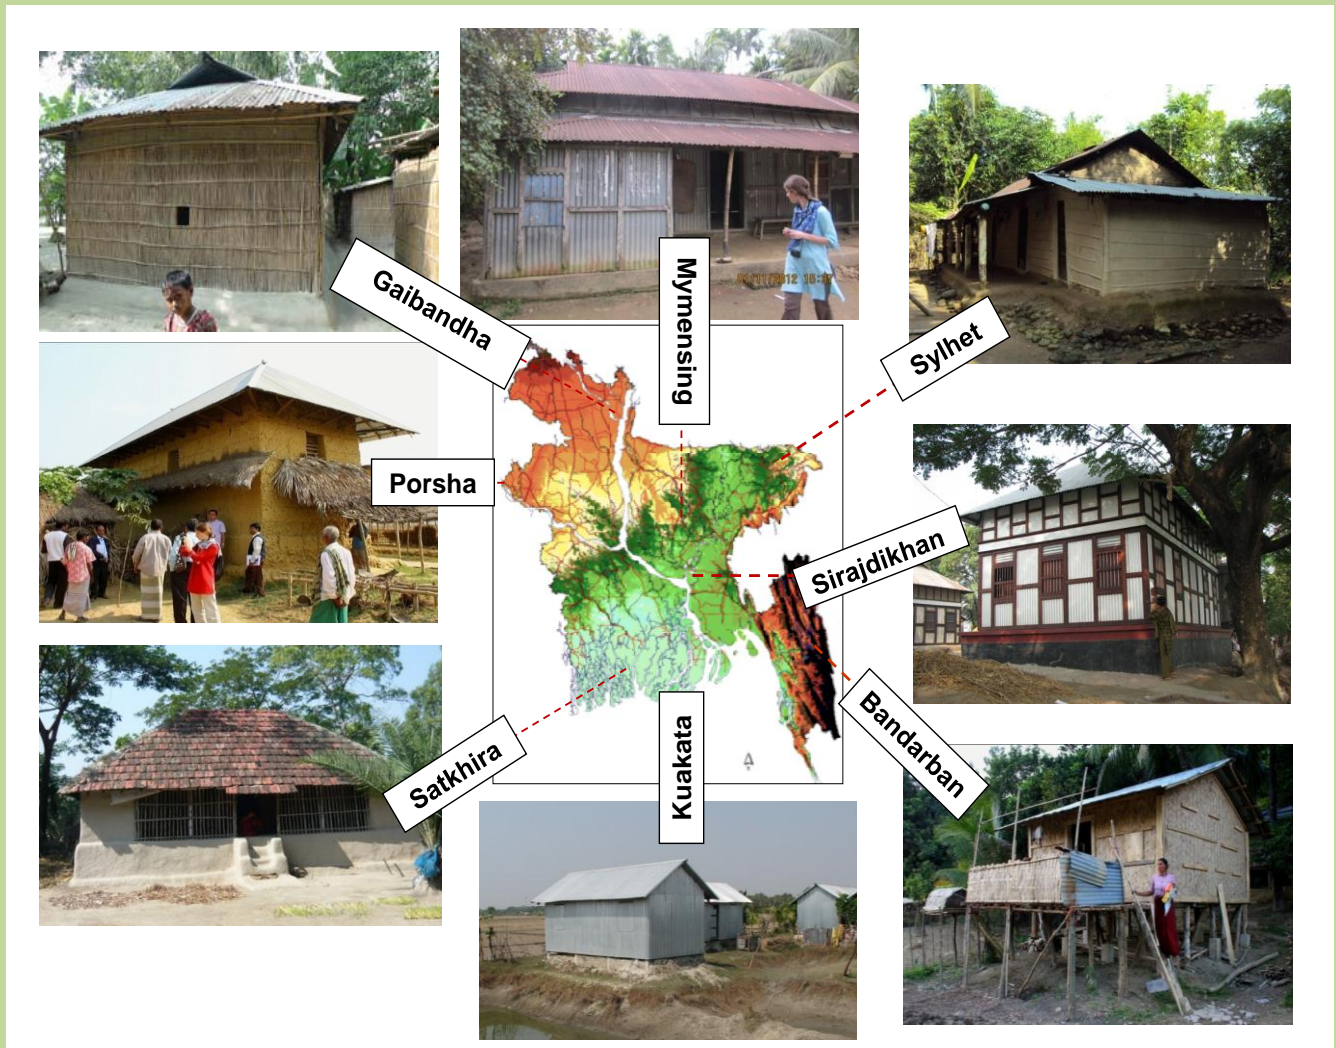 Gaibandha
Mymensing
Sylhet
Porsha
Sirajdikhan
Bandarban
Satkhira
Kuakata